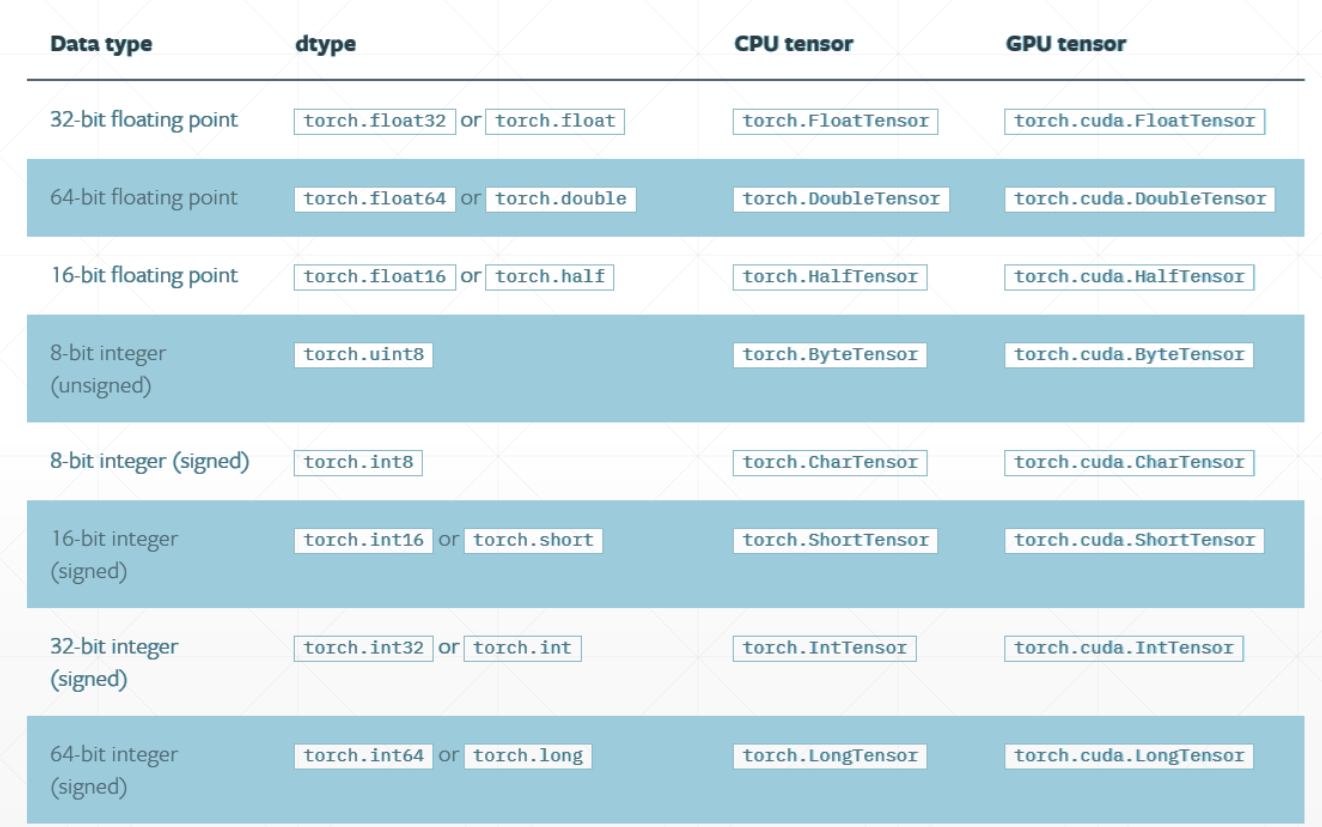 Data type dtype CPU tensor GPU tensor
32-bit floating point torch.float32 or torch.float torch.FloatTensor torch.cuda.FloatTensor
64-bit floating point torch.float64 or torch.double torch.DoubleTensor torch.cuda.DoubleTensor
16-bit floating point torch.float16 or torch.half torch.HalfTensor torch.cuda.HalfTensor
8-bit integer torch.uint8 torch.ByteTensor torch.cuda.ByteTensor
(unsigned)
8-bit integer (signed) torch.int8 torch.CharTensor torch.cuda.CharTensor
16-bit integer torch.int16 or torch.short torch.ShortTensor torch.cuda.ShortTensor
(signed)
32-bit integer torch.int32 or torch.int torch.IntTensor torch.cuda.IntTensor
(signed)
64-bit integer torch.int64 or torch.long torch.LongTensor torch.cuda.LongTensor
(signed)